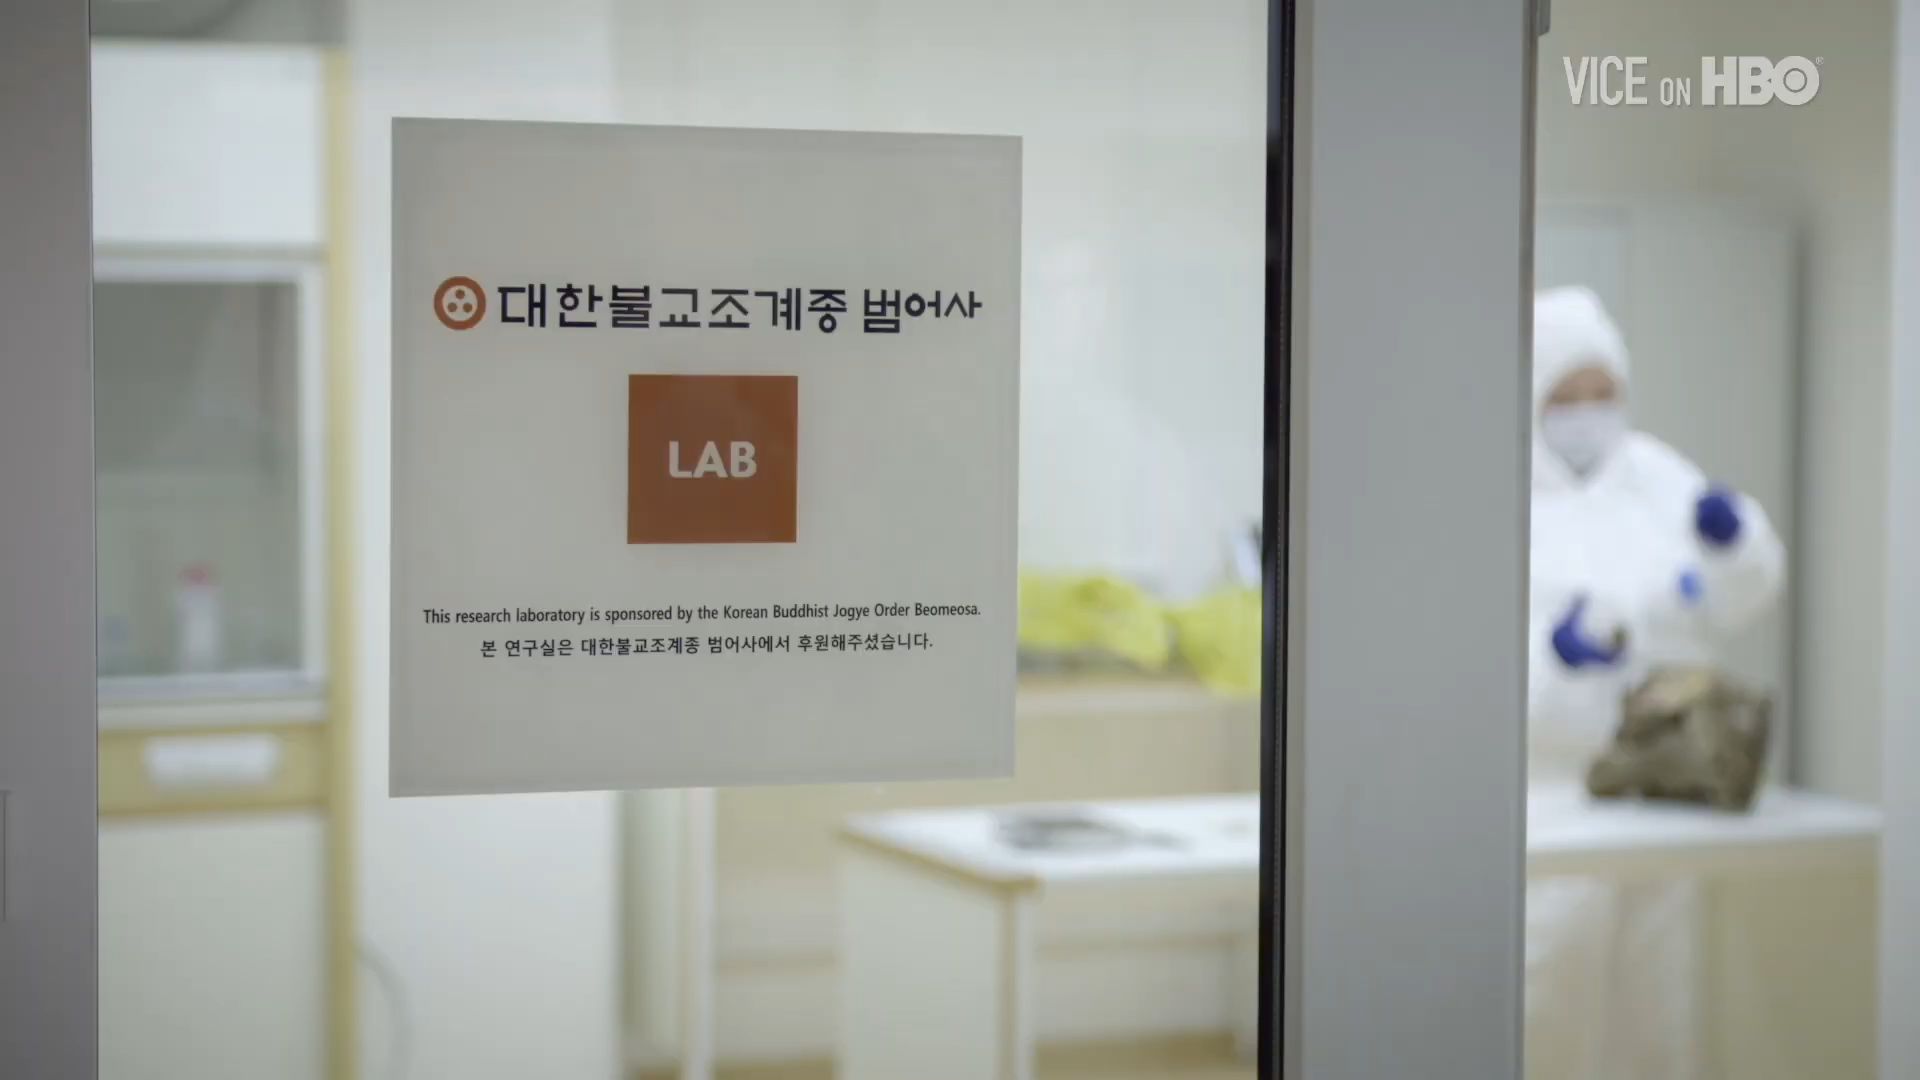 VICE ON HBO®
대한불교조계종 범어사
LAB
This research laboratory is sponsored by the Korean Buddhist Jogye Order Beomeosa.
본 연구실은 대한불교조계종 범어사에서 후원해주셨습니다.